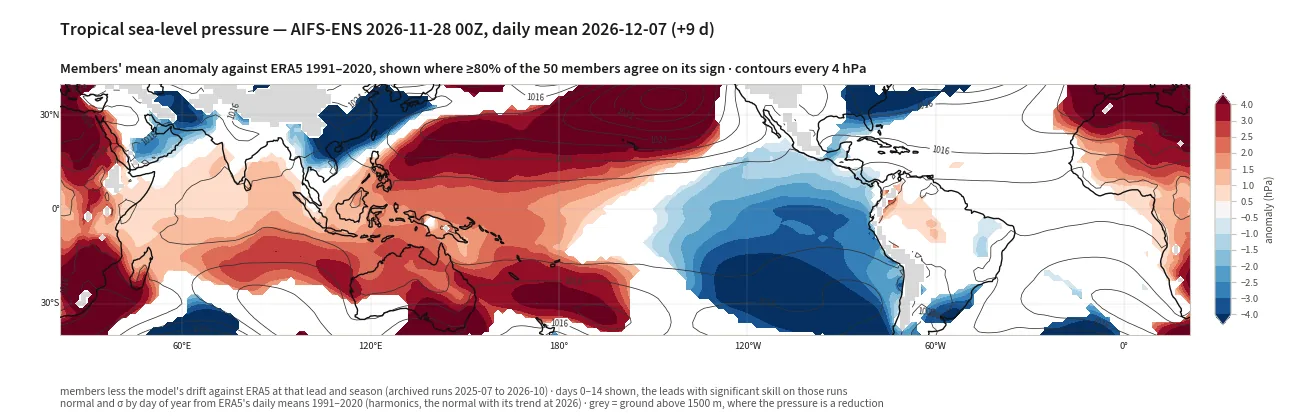 Tropical sea-level pressure — AIFS-ENS 2026-11-28 00Z, daily mean 2026-12-07 (+9 d)
Members' mean anomaly against ERA5 1991–2020, shown where ≥80% of the 50 members agree on its sign · contours every 4 hPa
1016
1016
1016
1016
30°N
0°
30°S
60°E
120°E
180°
120°W
60°W
0°
4.0
3.0
2.5
2.0
1.5
1.0
0.5
−0.5
−1.0
−1.5
−2.0
−2.5
−3.0
−4.0
anomaly (hPa)
members less the model's drift against ERA5 at that lead and season (archived runs 2025-07 to 2026-10) · days 0–14 shown, the leads with significant skill on those runs
normal and σ by day of year from ERA5's daily means 1991–2020 (harmonics, the normal with its trend at 2026) · grey = ground above 1500 m, where the pressure is a reduction